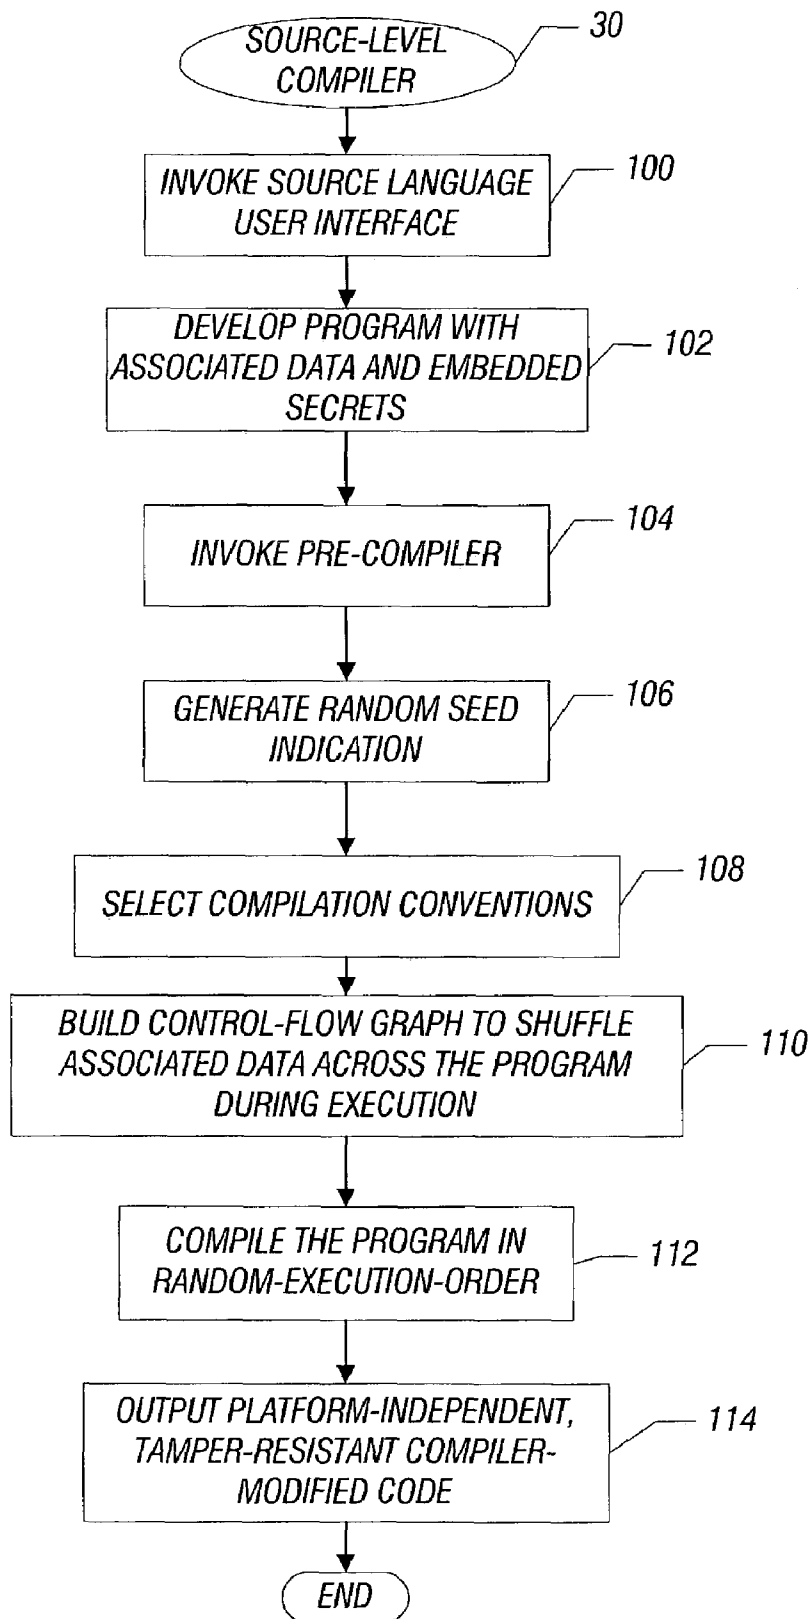 SOURCE-LEVEL
COMPILER
30
INVOKE SOURCE LANGUAGE
USER INTERFACE
100
DEVELOP PROGRAM WITH
ASSOCIATED DATA AND EMBEDDED
SECRETS
102
INVOKE PRE-COMPILER
104
GENERATE RANDOM SEED
INDICATION
106
SELECT COMPILATION CONVENTIONS
108
BUILD CONTROL-FLOW GRAPH TO SHUFFLE
ASSOCIATED DATA ACROSS THE PROGRAM
DURING EXECUTION
110
COMPILE THE PROGRAM IN
RANDOM-EXECUTION-ORDER
112
OUTPUT PLATFORM-INDEPENDENT,
TAMPER-RESISTANT COMPILER-
MODIFIED CODE
114
END